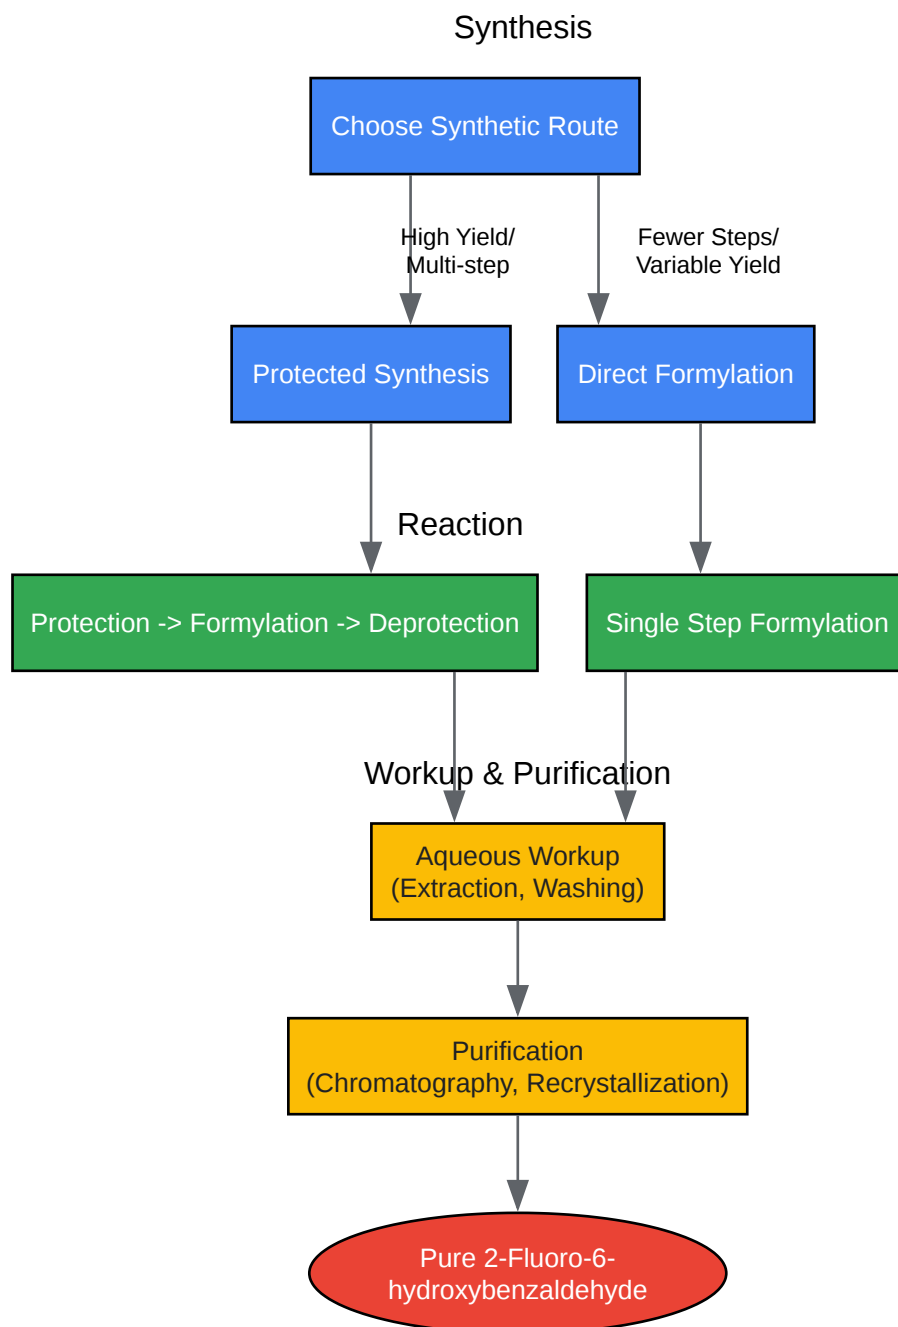 Synthesis
Choose Synthetic Route
High Yield/
Multi-step
Fewer Steps/
Variable Yield
Protected Synthesis
Direct Formylation
Reaction
Protection -> Formylation -> Deprotection
Single Step Formylation
Workup & Purification
Aqueous Workup
(Extraction, Washing)
Purification
(Chromatography, Recrystallization)
Pure 2-Fluoro-6-
hydroxybenzaldehyde